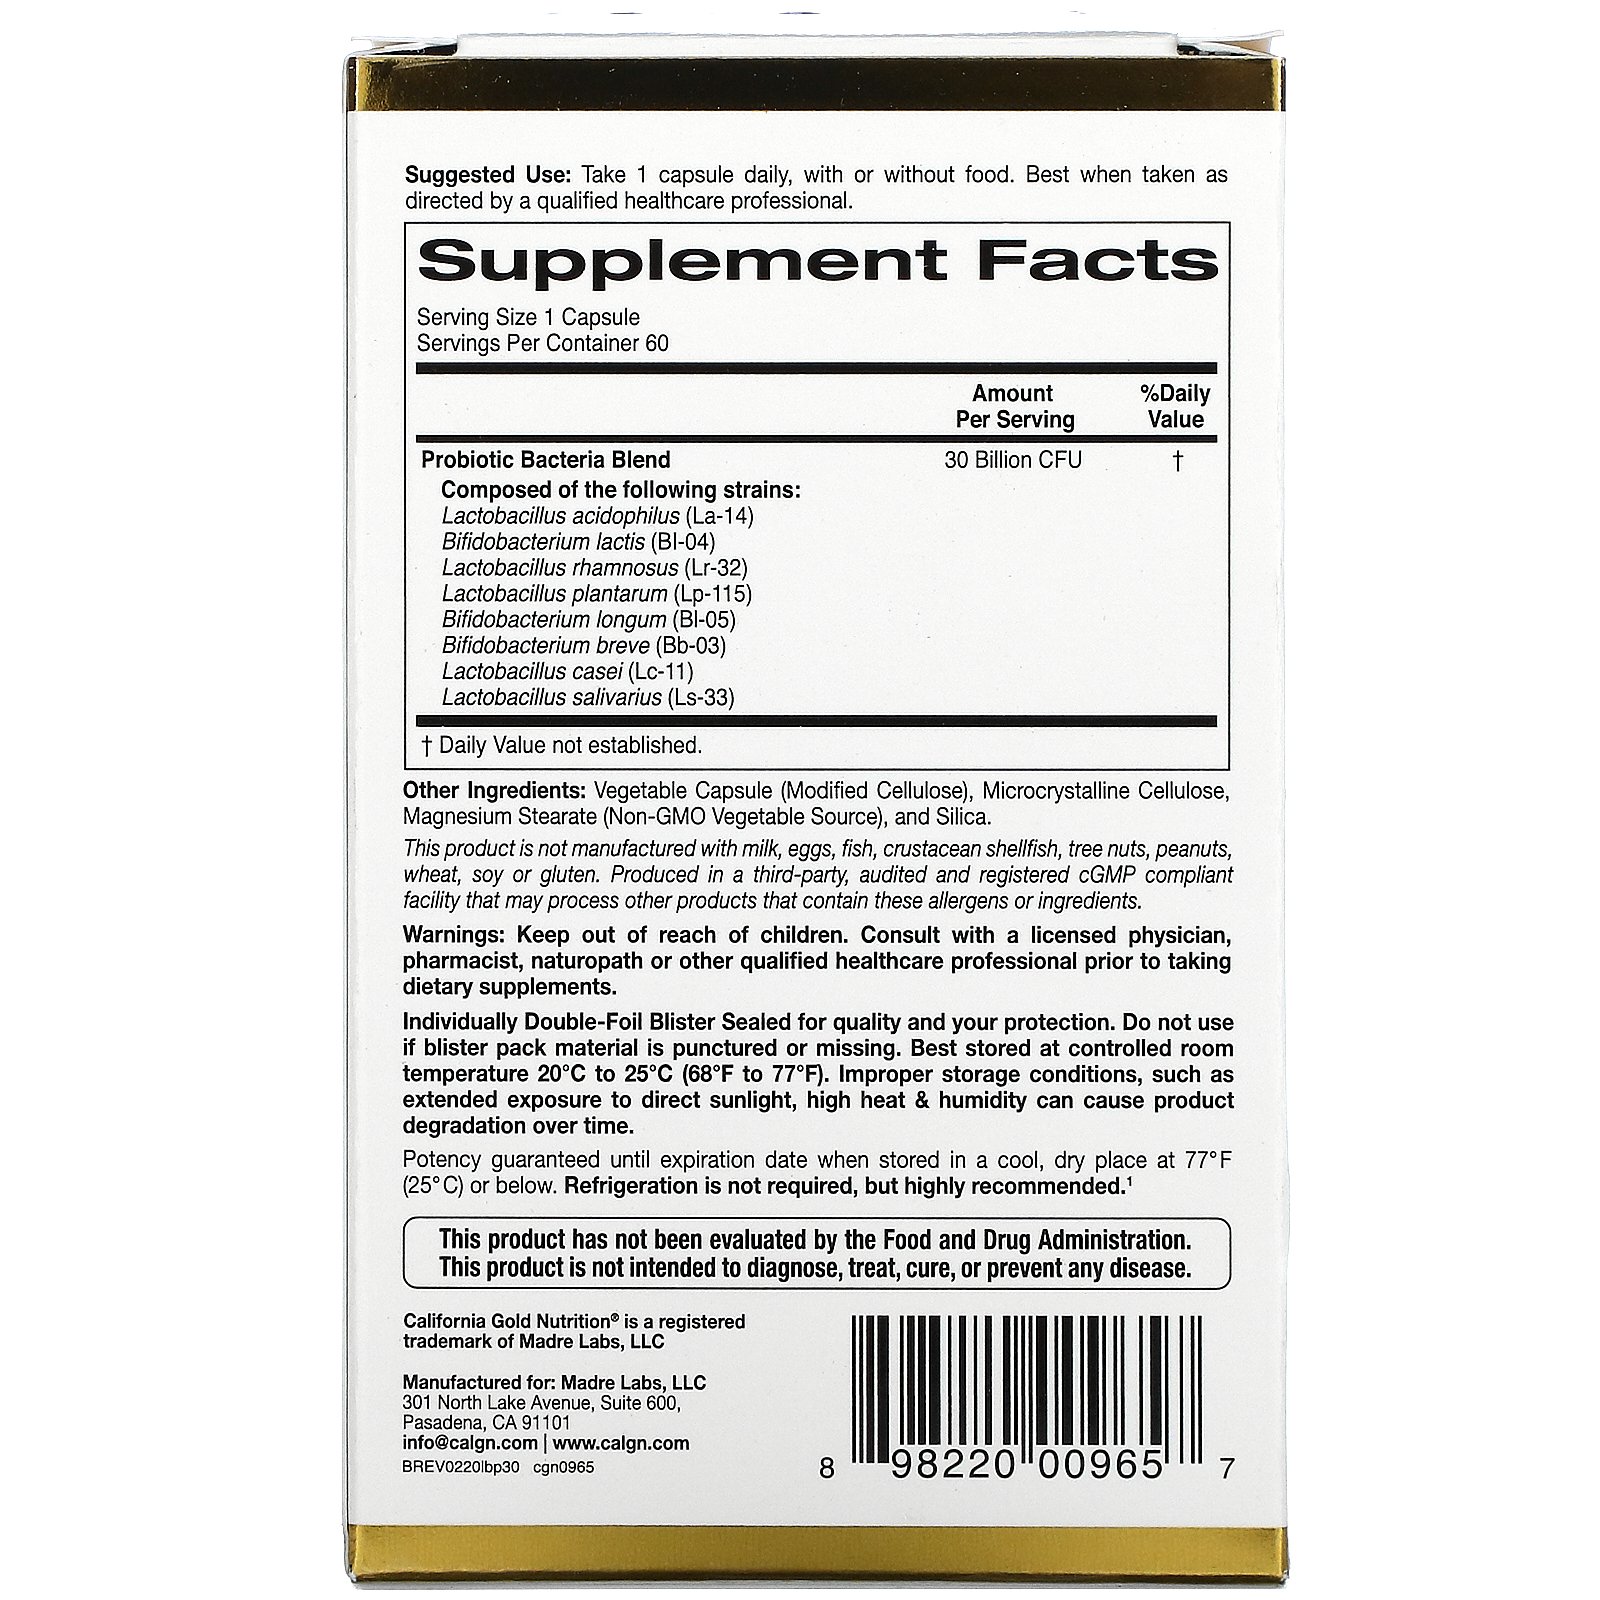 Suggested Use: Take 1 capsule daily, with or without food. Best when taken as
directed by a qualified healthcare professional.
Supplement Facts
Serving Size 1 Capsule
Servings Per Container 60
Amount
Per Serving
%Daily
Value
Probiotic Bacteria Blend 30 Billion CFU †
Composed of the following strains:
Lactobacillus acidophilus (La-14)
Bifidobacterium lactis (Bl-04)
Lactobacillus rhamnosus (Lr-32)
Lactobacillus plantarum (Lp-115)
Bifidobacterium longum (Bl-05)
Bifidobacterium breve (Bb-03)
Lactobacillus casei (Lc-11)
Lactobacillus salivarius (Ls-33)
† Daily Value not established.
Other Ingredients: Vegetable Capsule (Modified Cellulose), Microcrystalline Cellulose,
Magnesium Stearate (Non-GMO Vegetable Source), and Silica.
This product is not manufactured with milk, eggs, fish, crustacean shellfish, tree nuts, peanuts,
wheat, soy or gluten. Produced in a third-party, audited and registered cGMP compliant
facility that may process other products that contain these allergens or ingredients.
Warnings: Keep out of reach of children. Consult with a licensed physician,
pharmacist, naturopath or other qualified healthcare professional prior to taking
dietary supplements.
Individually Double-Foil Blister Sealed for quality and your protection. Do not use
if blister pack material is punctured or missing. Best stored at controlled room
temperature 20°C to 25°C (68°F to 77°F). Improper storage conditions, such as
extended exposure to direct sunlight, high heat & humidity can cause product
degradation over time.
Potency guaranteed until expiration date when stored in a cool, dry place at 77°F
(25°C) or below. Refrigeration is not required, but highly recommended.¹
This product has not been evaluated by the Food and Drug Administration.
This product is not intended to diagnose, treat, cure, or prevent any disease.
California Gold Nutrition® is a registered
trademark of Madre Labs, LLC
Manufactured for: Madre Labs, LLC
301 North Lake Avenue, Suite 600,
Pasadena, CA 91101
info@calgn.com | www.calgn.com
BREV0220lbp30 cgn0965
8 98220 00965 7